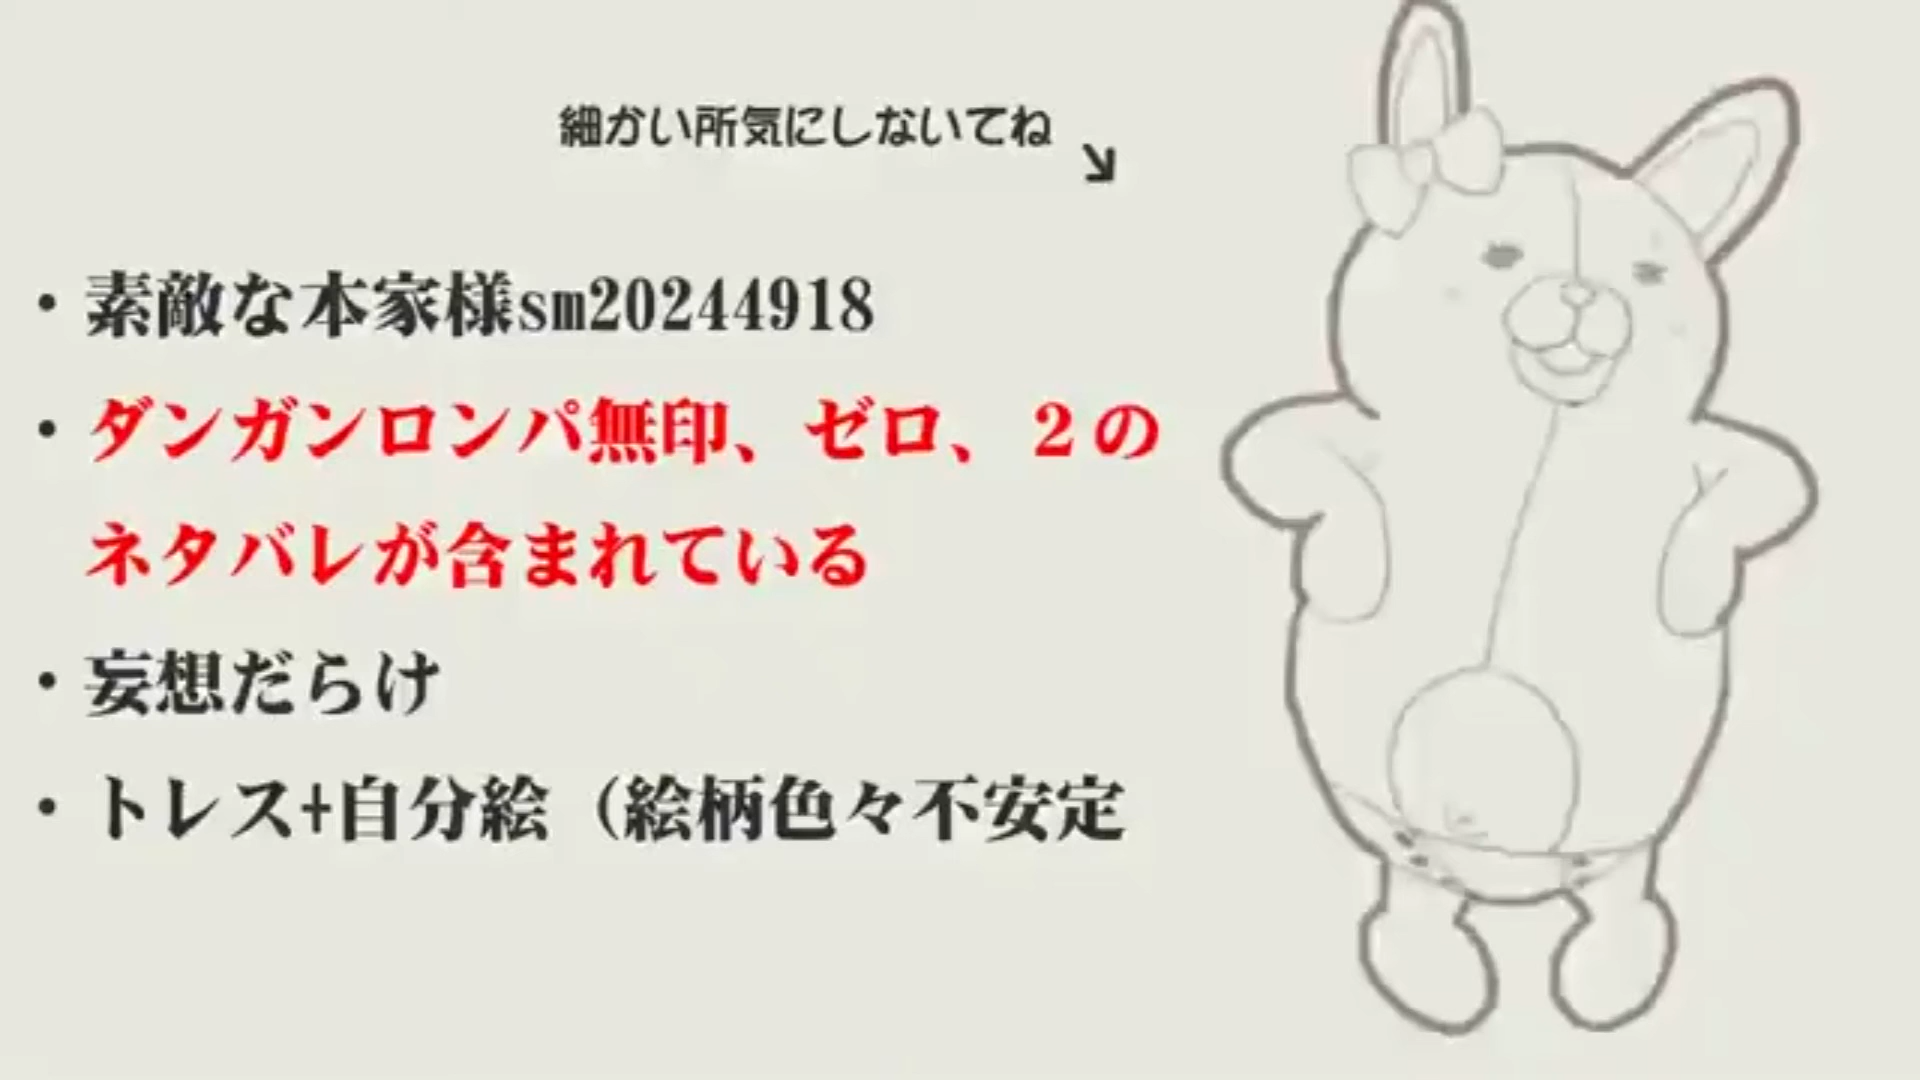 細かい所気にしないてね
・素敵な本家様sm20244918
・ダンガンロンパ無印、ゼロ、２の
ネタバレが含まれている
・妄想だらけ
・トレス+自分絵（絵柄色々不安定